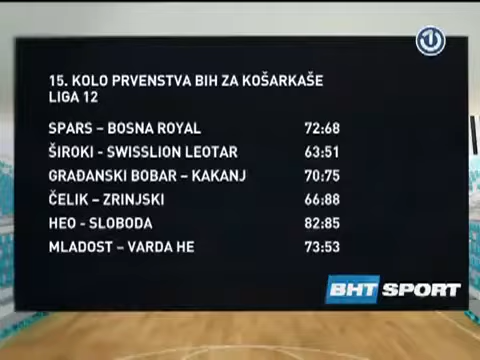 15. KOLO PRVENSTVA BIH ZA KOŠARKAŠE
LIGA 12
SPARS – BOSNA ROYAL 72:68
ŠIROKI - SWISSLION LEOTAR 63:51
GRAĐANSKI BOBAR – KAKANJ 70:75
ČELIK – ZRINJSKI 66:88
HEO - SLOBODA 82:85
MLADOST – VARDA HE 73:53
BHT SPORT
1